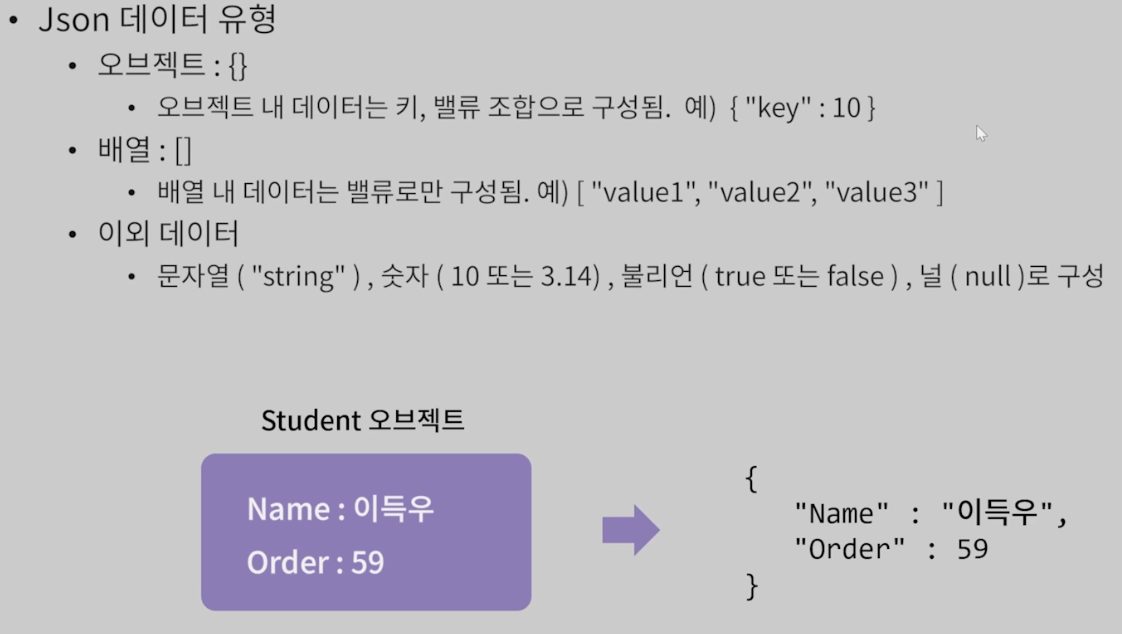 • Json 데이터 유형
• 오브젝트 : {}
• 오브젝트 내 데이터는 키, 밸류 조합으로 구성됨. 예) { "key" : 10 }
• 배열 : []
• 배열 내 데이터는 밸류로만 구성됨. 예) [ "value1", "value2", "value3" ]
• 이외 데이터
• 문자열 ( "string" ) , 숫자 ( 10 또는 3.14) , 불리언 ( true 또는 false ) , 널 ( null )로 구성
Student 오브젝트
Name : 이득우
Order : 59
{
"Name" : "이득우",
"Order" : 59
}